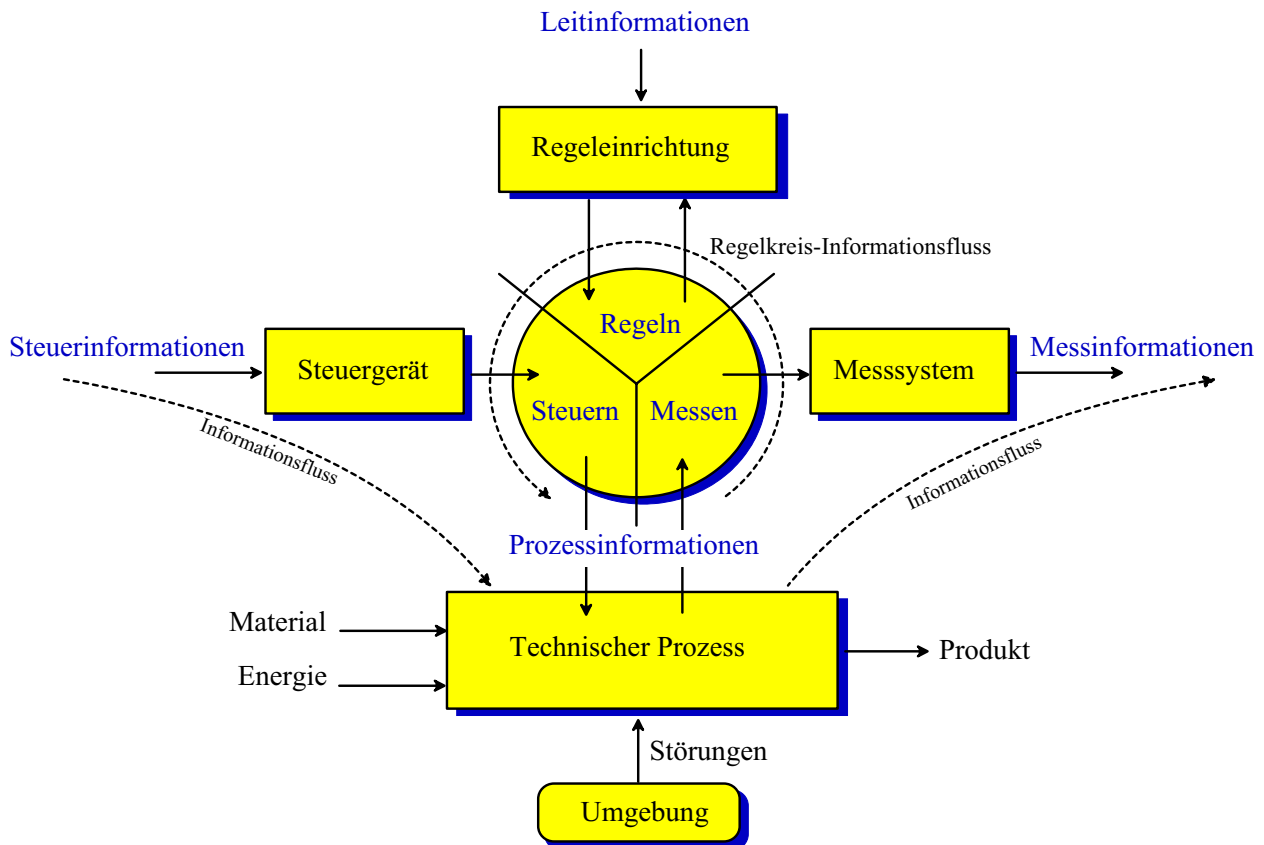 Leitinformationen
Regeleinrichtung
Regelkreis-Informationsfluss
Regeln
Steuerinformationen
Steuergerät
Messsystem
Messinformationen
Steuern
Messen
Informationsfluss
Informationsfluss
Prozessinformationen
Material
Technischer Prozess
Produkt
Energie
Störungen
Umgebung